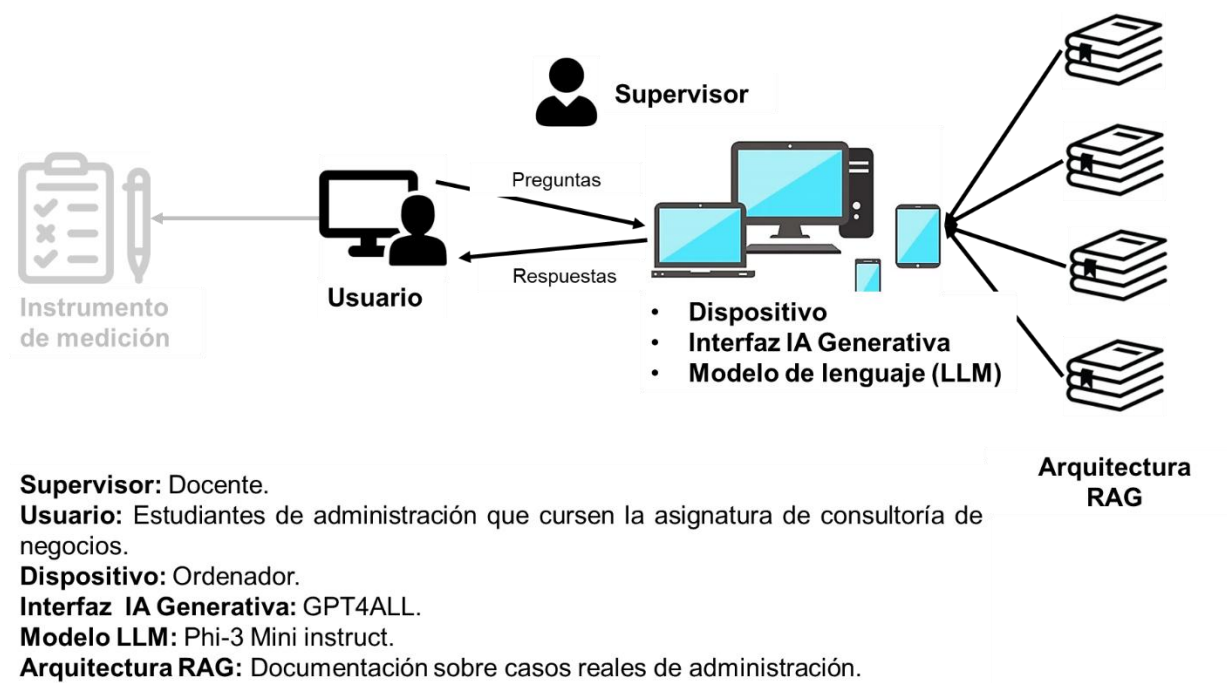 Supervisor
Preguntas
Respuestas
Instrumento
de medición
Usuario
• Dispositivo
• Interfaz IA Generativa
• Modelo de lenguaje (LLM)
Arquitectura
RAG
Supervisor: Docente.
Usuario: Estudiantes de administración que cursen la asignatura de consultoría de
negocios.
Dispositivo: Ordenador.
Interfaz IA Generativa: GPT4ALL.
Modelo LLM: Phi-3 Mini instruct.
Arquitectura RAG: Documentación sobre casos reales de administración.